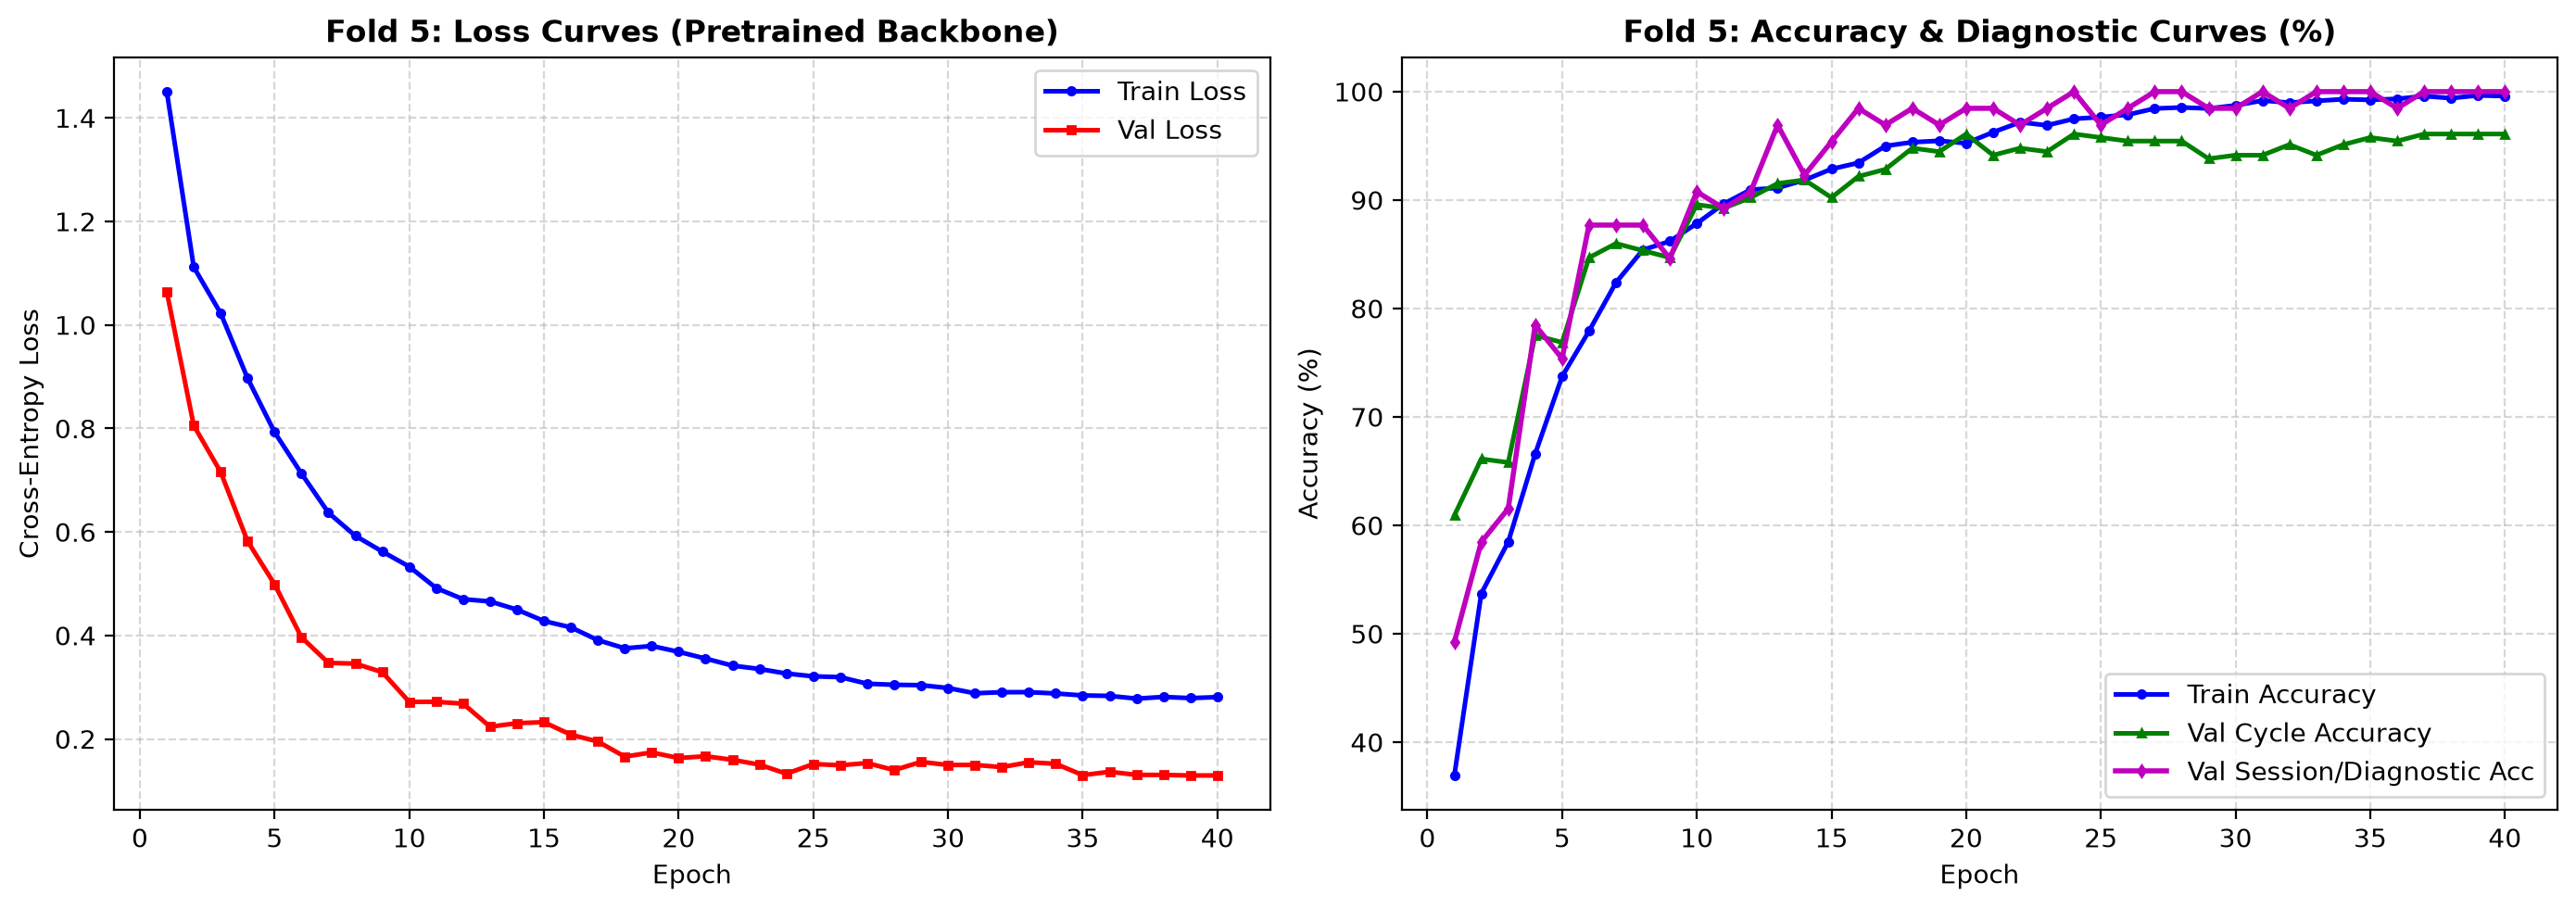 Fold 5: Loss Curves (Pretrained Backbone)
Train Loss
Val Loss
Cross-Entropy Loss
1.4
1.2
1.0
0.8
0.6
0.4
0.2
0 5 10 15 20 25 30 35 40
Epoch
Fold 5: Accuracy & Diagnostic Curves (%)
Accuracy (%)
100
90
80
70
60
50
40
Train Accuracy
Val Cycle Accuracy
Val Session/Diagnostic Acc
0 5 10 15 20 25 30 35 40
Epoch